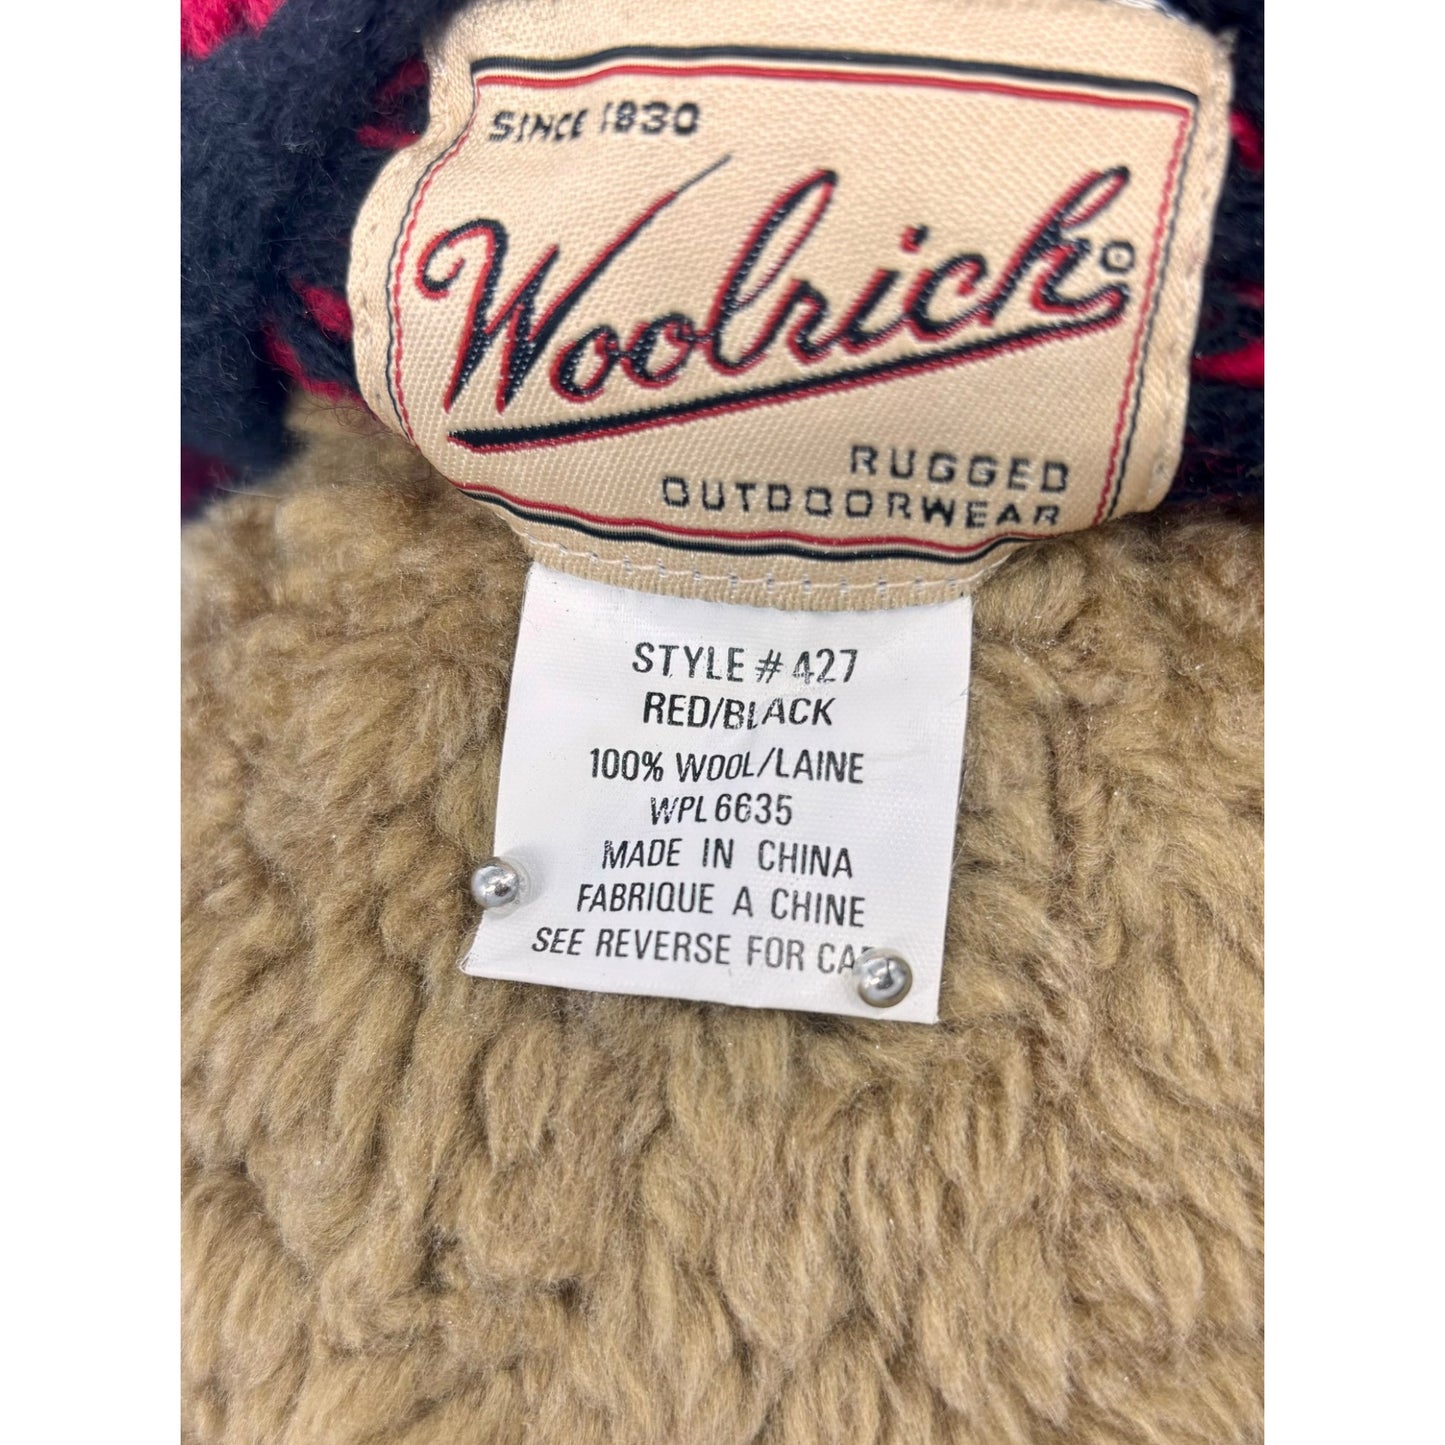 SINCE 1830
Woolrich
RUGGED
OUTDOORWEAR
STYLE # 427
RED/BLACK
100% WOOL/LAINE
WPL 6635
MADE IN CHINA
FABRIQUE A CHINE
SEE REVERSE FOR